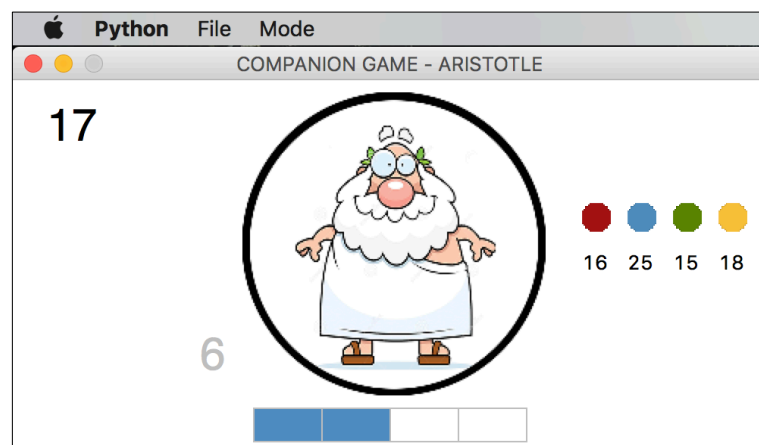 Python File Mode
COMPANION GAME - ARISTOTLE
17
16 25 15 18
6